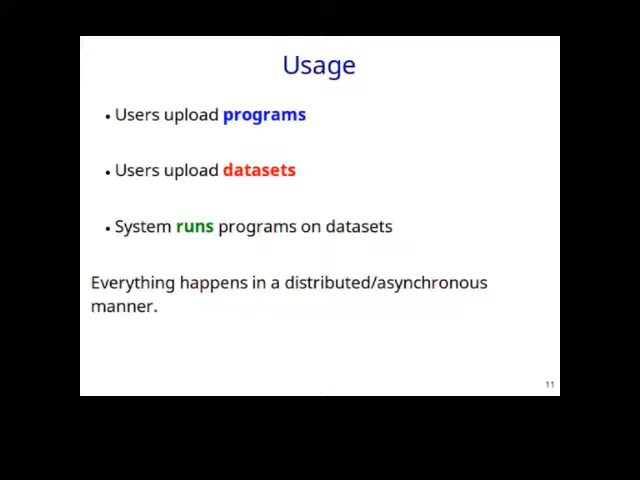 Usage
• Users upload programs
• Users upload datasets
• System runs programs on datasets
Everything happens in a distributed/asynchronous
manner.
11